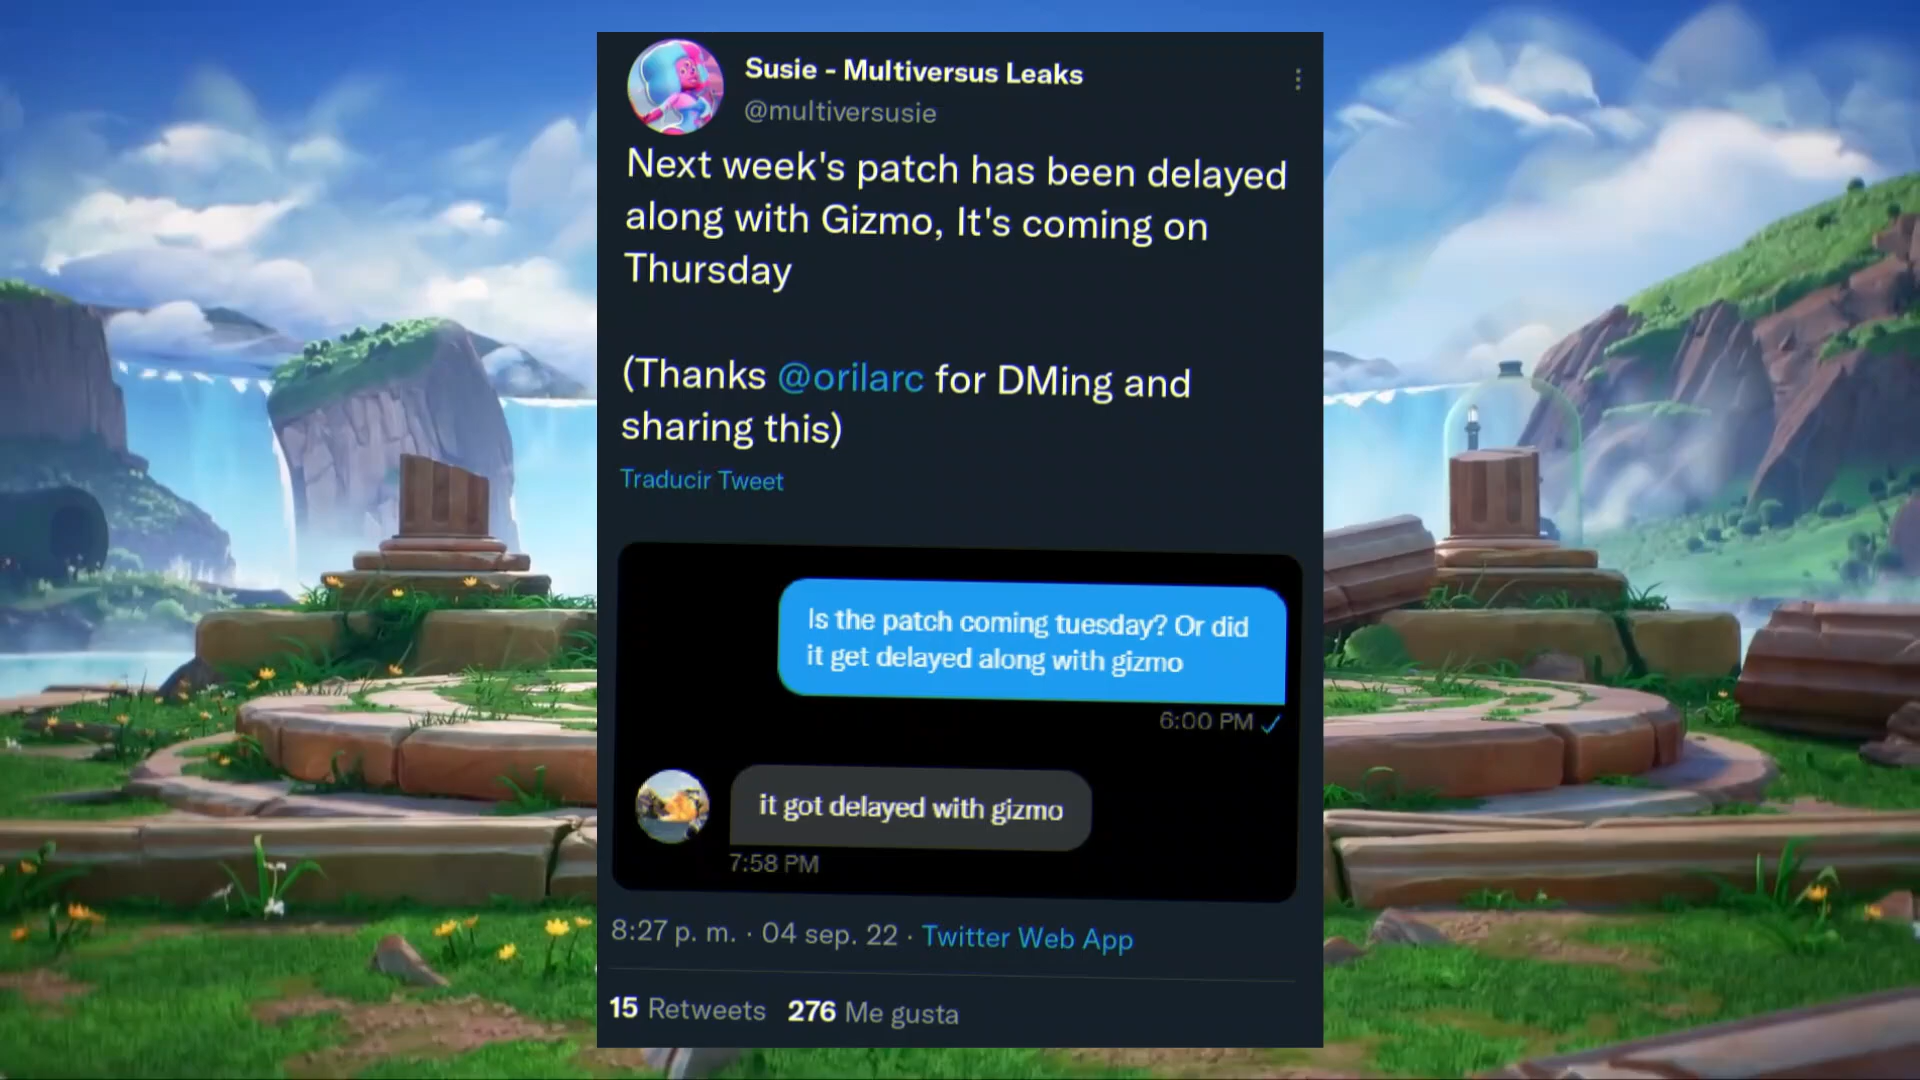 Susie - Multiversus Leaks
@multiversusie
Next week's patch has been delayed
along with Gizmo, It's coming on
Thursday
(Thanks @orilarc for DMing and
sharing this)
Traducir Tweet
Is the patch coming tuesday? Or did
it get delayed along with gizmo
6:00 PM
it got delayed with gizmo
7:58 PM
8:27 p. m. · 04 sep. 22 · Twitter Web App
15 Retweets 276 Me gusta